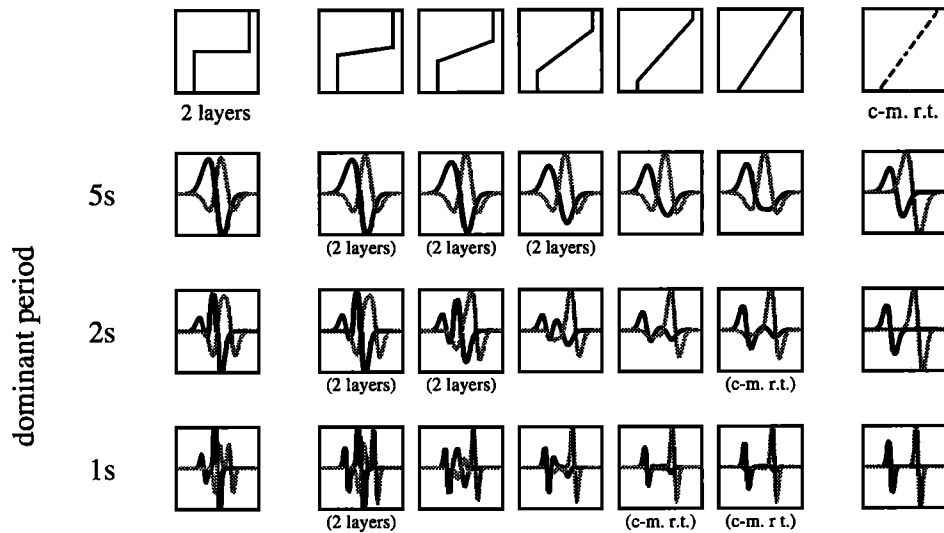 2 layers
c-m. r.t.
dominant period
5s
(2 layers)
(2 layers)
(2 layers)
2s
(2 layers)
(2 layers)
(c-m. r.t.)
1s
(2 layers)
(c-m. r.t.)
(c-m. r t.)